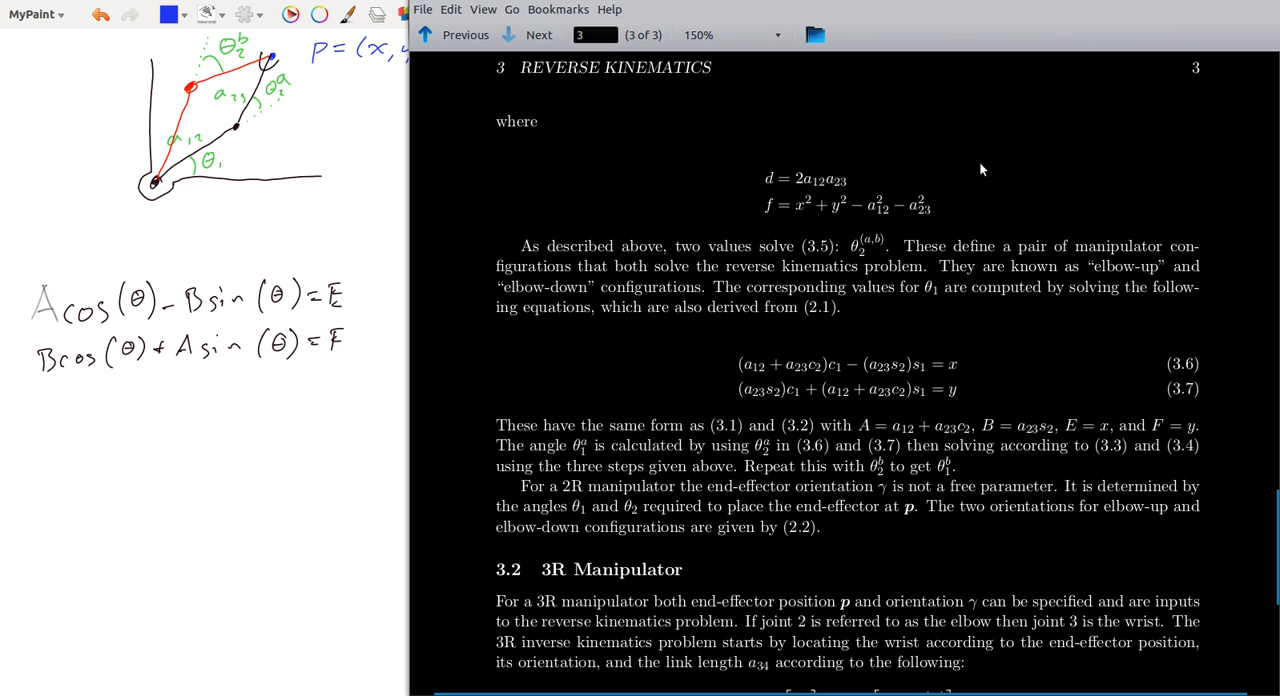 MyPaint
θ₂ᵇ
P = (x,
a₂₃
θ₂ᵃ
a₁₂
θ₁
A cos(θ) - B sin(θ) = E
B cos(θ) + A sin(θ) = F
File Edit View Go Bookmarks Help
Previous Next 3 (3 of 3) 150%
3 REVERSE KINEMATICS 3
where
d = 2a₁₂a₂₃
f = x² + y² − a₁₂² − a₂₃²
As described above, two values solve (3.5): θ₂^(a,b). These define a pair of manipulator con-
figurations that both solve the reverse kinematics problem. They are known as “elbow-up” and
“elbow-down” configurations. The corresponding values for θ₁ are computed by solving the follow-
ing equations, which are also derived from (2.1).
(a₁₂ + a₂₃c₂)c₁ − (a₂₃s₂)s₁ = x (3.6)
(a₂₃s₂)c₁ + (a₁₂ + a₂₃c₂)s₁ = y (3.7)
These have the same form as (3.1) and (3.2) with A = a₁₂ + a₂₃c₂, B = a₂₃s₂, E = x, and F = y.
The angle θ₁ᵃ is calculated by using θ₂ᵃ in (3.6) and (3.7) then solving according to (3.3) and (3.4)
using the three steps given above. Repeat this with θ₂ᵇ to get θ₁ᵇ.
For a 2R manipulator the end-effector orientation γ is not a free parameter. It is determined by
the angles θ₁ and θ₂ required to place the end-effector at p. The two orientations for elbow-up and
elbow-down configurations are given by (2.2).
3.2 3R Manipulator
For a 3R manipulator both end-effector position p and orientation γ can be specified and are inputs
to the reverse kinematics problem. If joint 2 is referred to as the elbow then joint 3 is the wrist. The
3R inverse kinematics problem starts by locating the wrist according to the end-effector position,
its orientation, and the link length a₃₄ according to the following: